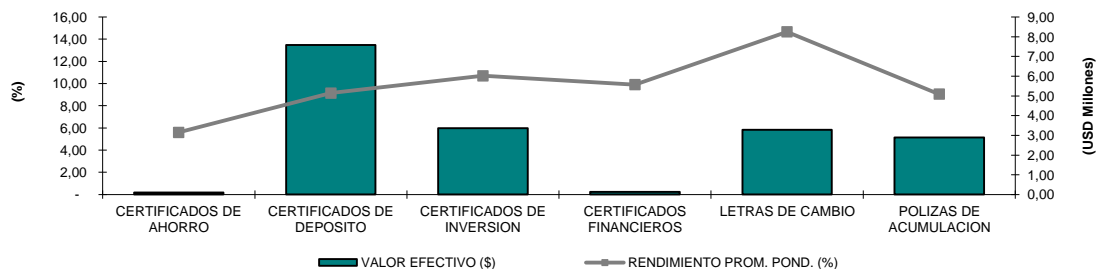 16,00
14,00
12,00
10,00
8,00
6,00
4,00
2,00
-
(%)
9,00
8,00
7,00
6,00
5,00
4,00
3,00
2,00
1,00
0,00
(USD Millones)
CERTIFICADOS DE AHORRO
CERTIFICADOS DE DEPOSITO
CERTIFICADOS DE INVERSION
CERTIFICADOS FINANCIEROS
LETRAS DE CAMBIO
POLIZAS DE ACUMULACION
VALOR EFECTIVO ($)
RENDIMIENTO PROM. POND. (%)